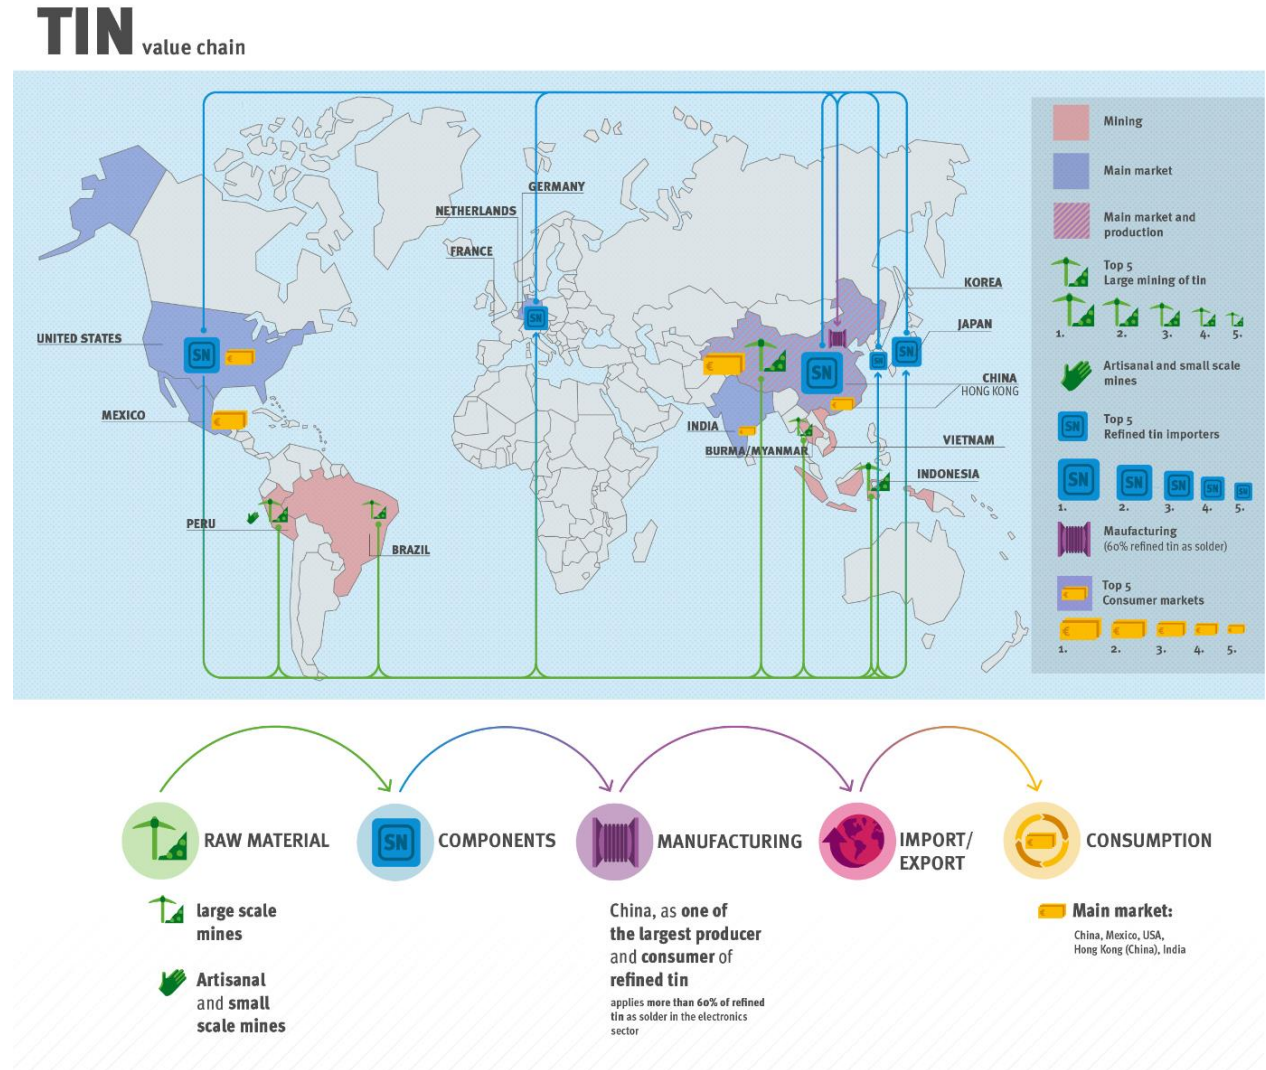 TIN value chain
GERMANY
NETHERLANDS
FRANCE
KOREA
UNITED STATES
JAPAN
SN
SN
SN
SN
SN
CHINA
HONG KONG
MEXICO
INDIA
BURMA/MYANMAR
VIETNAM
INDONESIA
PERU
BRAZIL
Mining
Main market
Main market and
production
Top 5
Large mining of tin
1. 2. 3. 4. 5.
Artisanal and small scale
mines
SN
Top 5
Refined tin importers
SN SN SN SN SN
1. 2. 3. 4. 5.
Maufacturing
(60% refined tin as solder)
Top 5
Consumer markets
1. 2. 3. 4. 5.
RAW MATERIAL
SN
COMPONENTS
MANUFACTURING
IMPORT/
EXPORT
CONSUMPTION
large scale
mines
Artisanal
and small
scale mines
China, as one of
the largest producer
and consumer of
refined tin
applies more than 60% of refined
tin as solder in the electronics
sector
Main market:
China, Mexico, USA,
Hong Kong (China), India